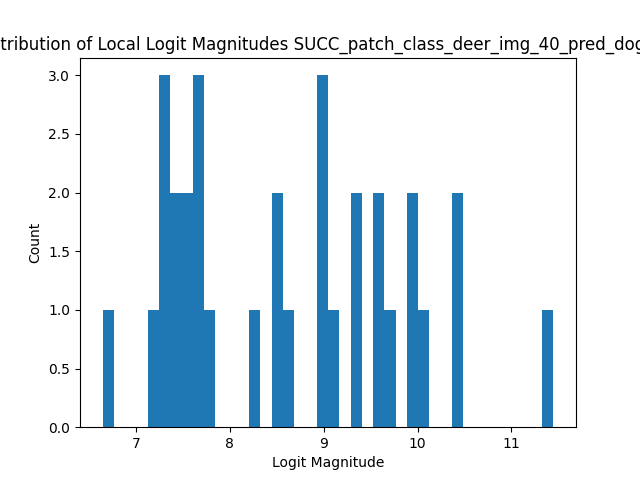 tribution of Local Logit Magnitudes SUCC_patch_class_deer_img_40_pred_dog
3.0
2.5
2.0
1.5
1.0
0.5
0.0
Count
7 8 9 10 11
Logit Magnitude